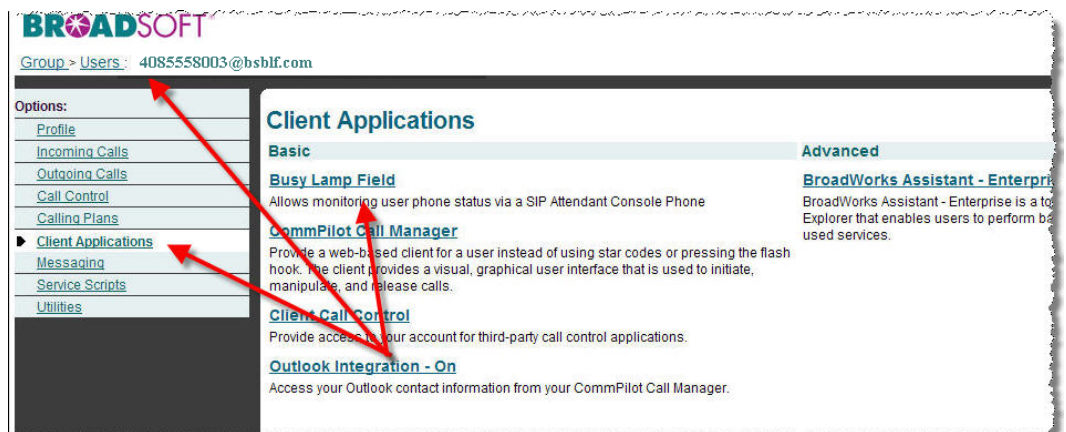 BROADSOFT
Group > Users : 4085558003@bsblf.com
Options:
Profile
Incoming Calls
Outgoing Calls
Call Control
Calling Plans
Client Applications
Messaging
Service Scripts
Utilities
Client Applications
Basic
Busy Lamp Field
Allows monitoring user phone status via a SIP Attendant Console Phone
CommPilot Call Manager
Provide a web-based client for a user instead of using star codes or pressing the flash
hook. The client provides a visual, graphical user interface that is used to initiate,
manipulate, and release calls.
Client Call Control
Provide access to your account for third-party call control applications.
Outlook Integration - On
Access your Outlook contact information from your CommPilot Call Manager.
Advanced
BroadWorks Assistant - Enterpri
BroadWorks Assistant - Enterprise is a to
Explorer that enables users to perform ba
used services.